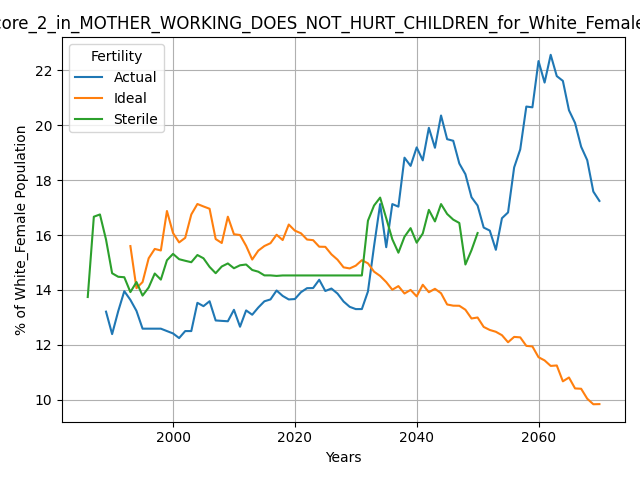 core_2_in_MOTHER_WORKING_DOES_NOT_HURT_CHILDREN_for_White_Female
Fertility
Actual
Ideal
Sterile
% of White_Female Population
22
20
18
16
14
12
10
2000 2020 2040 2060
Years